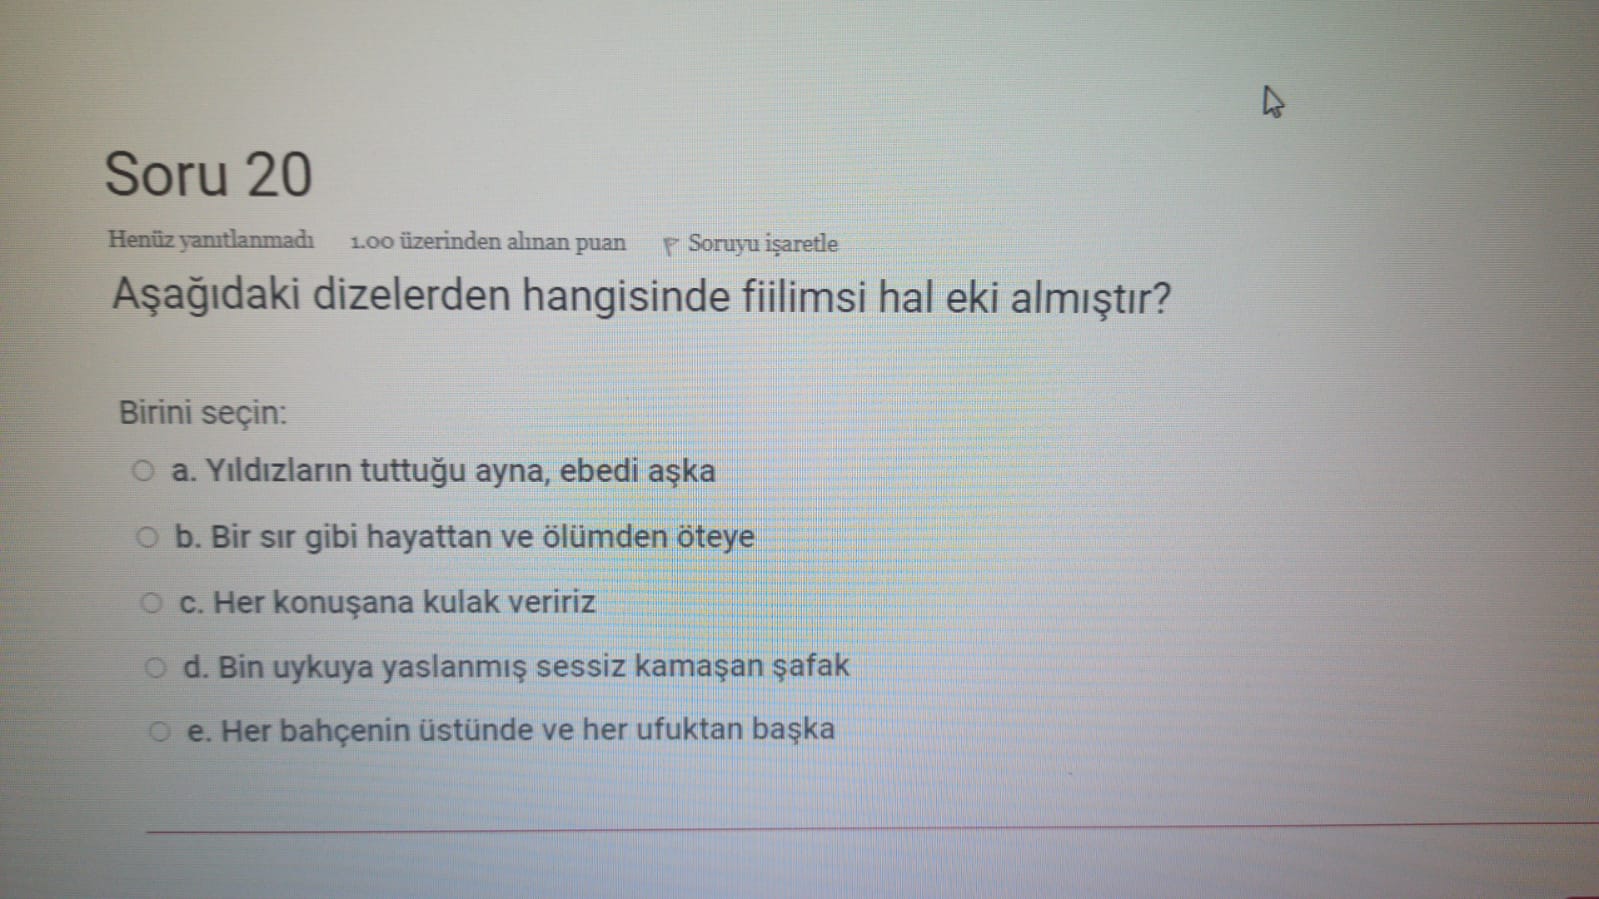 Soru 20
Henüz yanıtlanmadı 1.00 üzerinden alınan puan Soruyu işaretle
Aşağıdaki dizelerden hangisinde fiilimsi hal eki almıştır?
Birini seçin:
a. Yıldızların tuttuğu ayna, ebedi aşka
b. Bir sır gibi hayattan ve ölümden öteye
c. Her konuşana kulak veririz
d. Bin uykuya yaslanmış sessiz kamaşan şafak
e. Her bahçenin üstünde ve her ufuktan başka